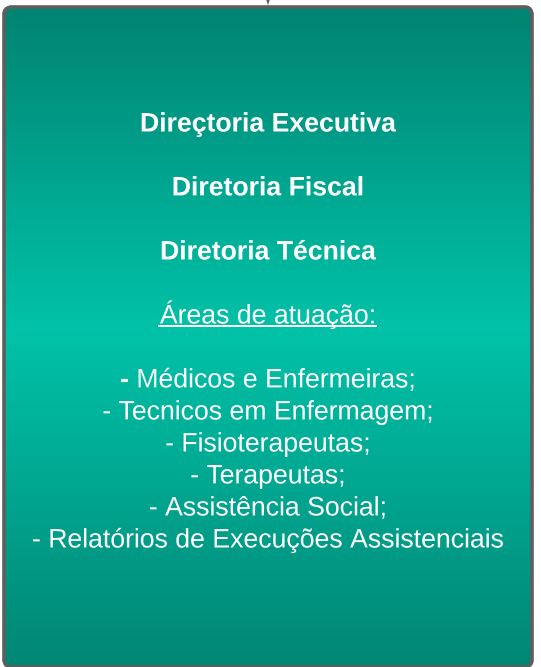 Direçtoria Executiva
Diretoria Fiscal
Diretoria Técnica
Áreas de atuação:
- Médicos e Enfermeiras;
- Tecnicos em Enfermagem;
- Fisioterapeutas;
- Terapeutas;
- Assistência Social;
- Relatórios de Execuções Assistenciais